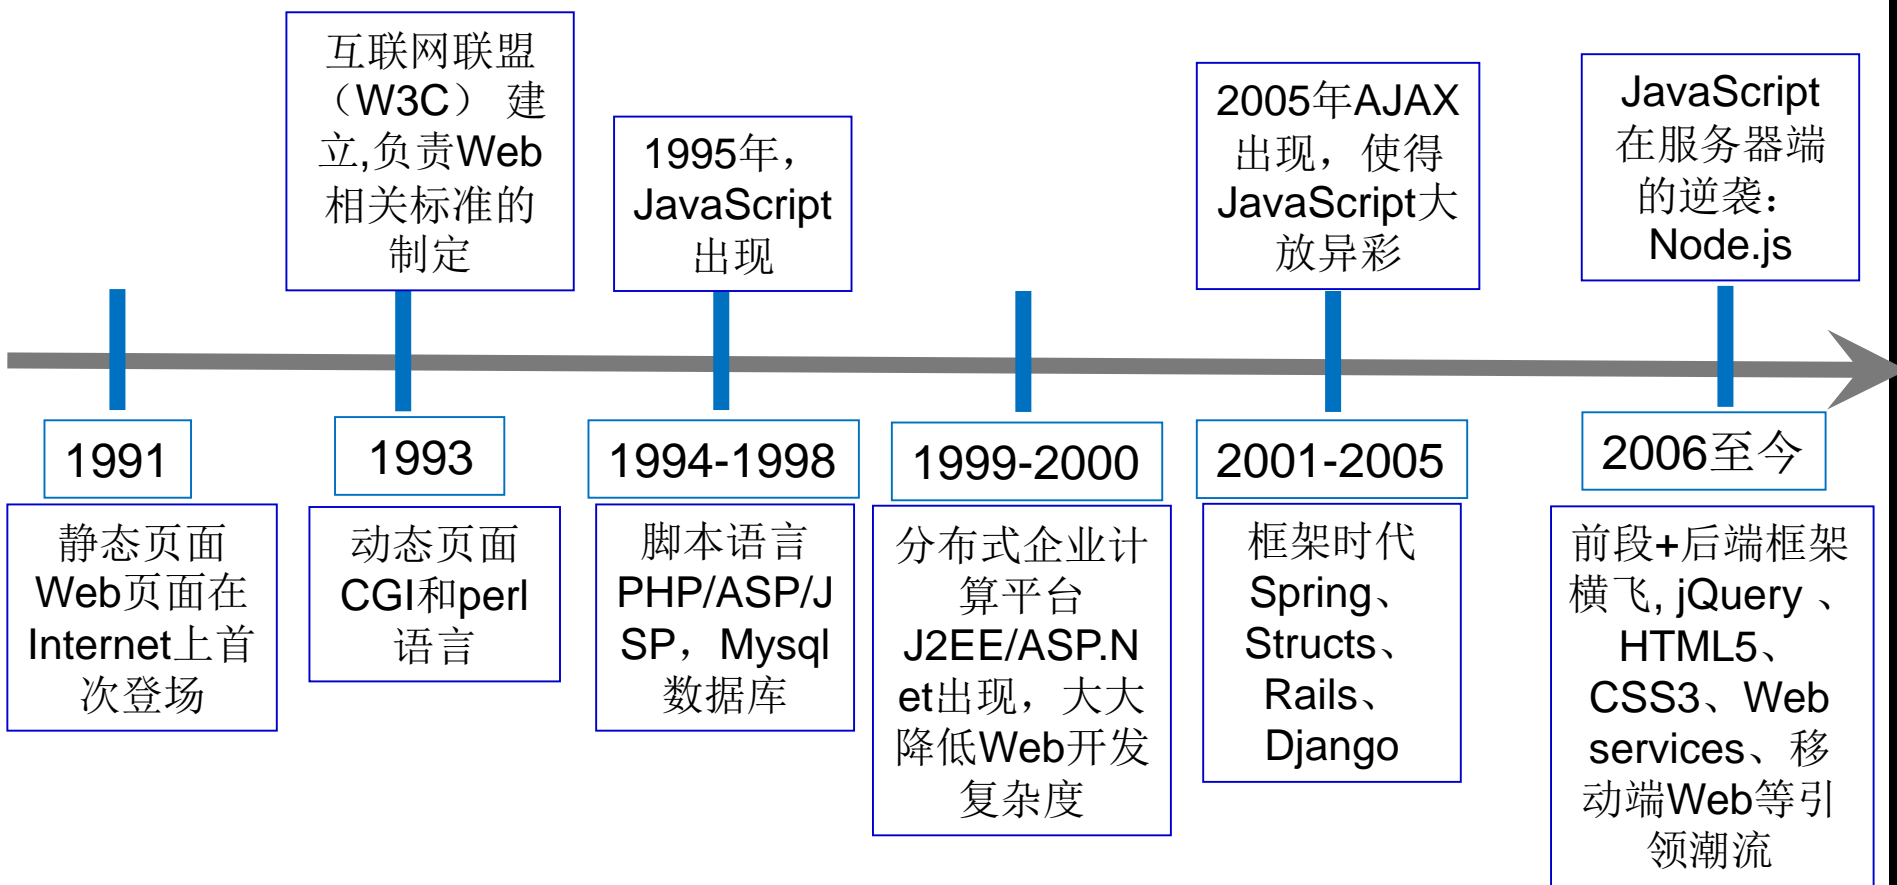 互联网联盟
（W3C） 建
立,负责Web
相关标准的
制定
1995年，
JavaScript
出现
2005年AJAX
出现，使得
JavaScript大
放异彩
JavaScript
在服务器端
的逆袭：
Node.js
1991
1993
1994-1998
1999-2000
2001-2005
2006至今
静态页面
Web页面在
Internet上首
次登场
动态页面
CGI和perl
语言
脚本语言
PHP/ASP/J
SP，Mysql
数据库
分布式企业计
算平台
J2EE/ASP.N
et出现，大大
降低Web开发
复杂度
框架时代
Spring、
Structs、
Rails、
Django
前段+后端框架
横飞, jQuery 、
HTML5、
CSS3、Web
services、移
动端Web等引
领潮流